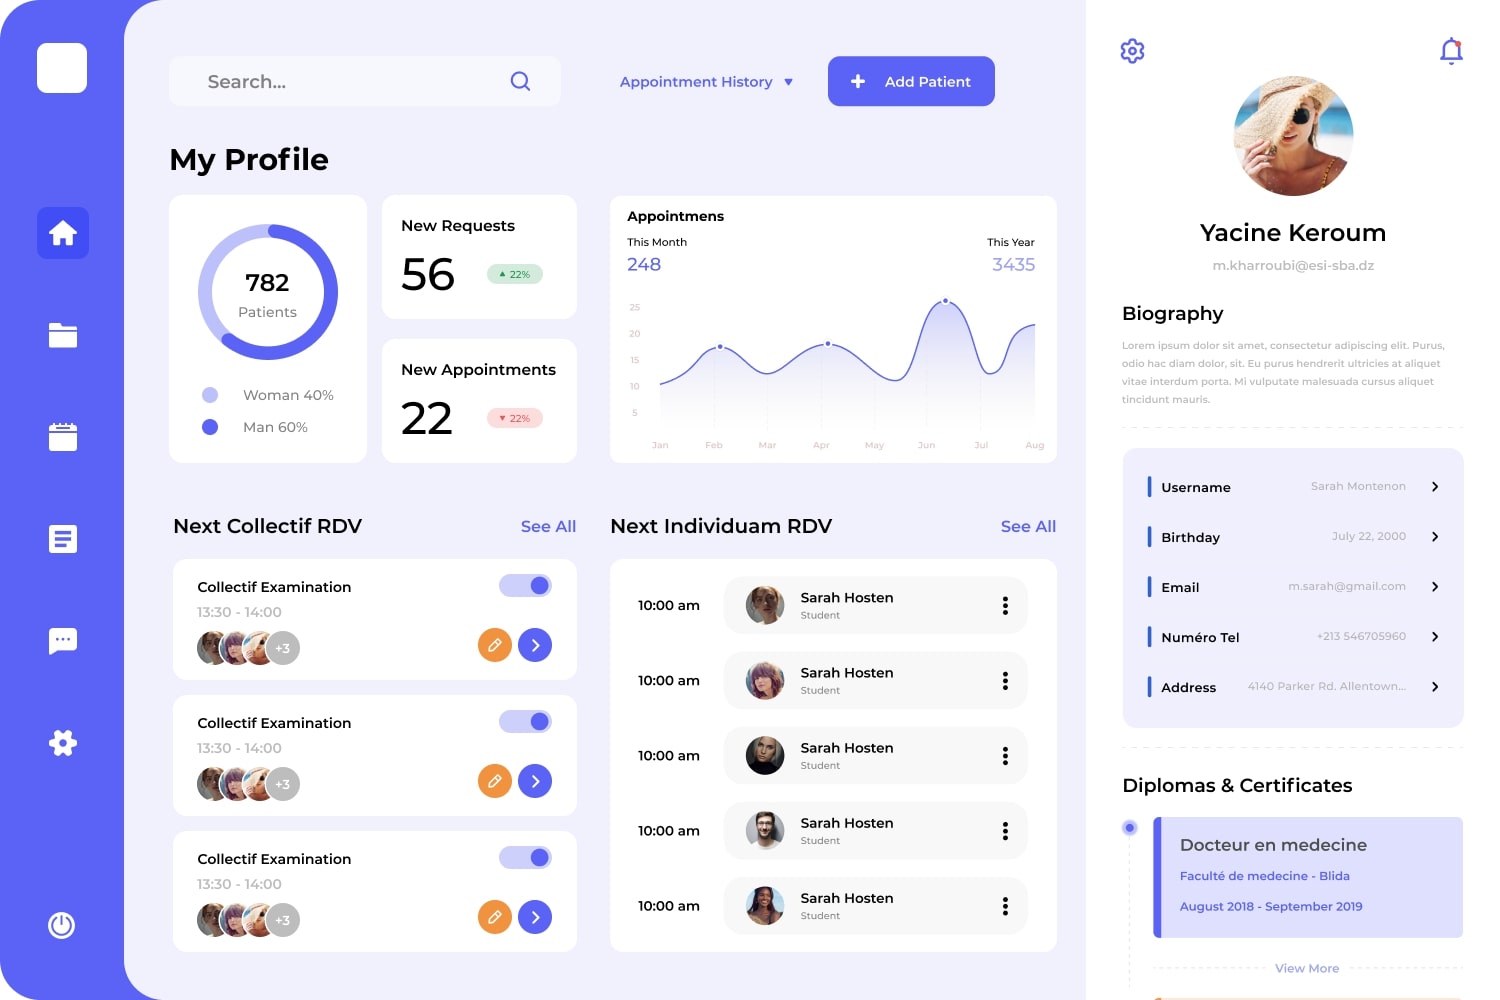 Search...
Appointment History
Add Patient
My Profile
782
Patients
Woman 40%
Man 60%
New Requests
56
22%
New Appointments
22
22%
Appointmens
This Month
This Year
248
3435
25
20
15
10
5
Jan Feb Mar Apr May Jun Jul Aug
Next Collectif RDV
See All
Collectif Examination
13:30 - 14:00
+3
Collectif Examination
13:30 - 14:00
+3
Collectif Examination
13:30 - 14:00
+3
Next Individuam RDV
See All
10:00 am
Sarah Hosten
Student
10:00 am
Sarah Hosten
Student
10:00 am
Sarah Hosten
Student
10:00 am
Sarah Hosten
Student
10:00 am
Sarah Hosten
Student
Yacine Keroum
m.kharroubi@esi-sba.dz
Biography
Lorem ipsum dolor sit amet, consectetur adipiscing elit. Purus,
odio hac diam dolor, sit. Eu purus hendrerit ultricies at aliquet
vitae interdum porta. Mi vulputate malesuada cursus aliquet
tincidunt mauris.
Username Sarah Montenon
Birthday July 22, 2000
Email m.sarah@gmail.com
Numéro Tel +213 546705960
Address 4140 Parker Rd. Allentown...
Diplomas & Certificates
Docteur en medecine
Faculté de medecine - Blida
August 2018 - September 2019
View More